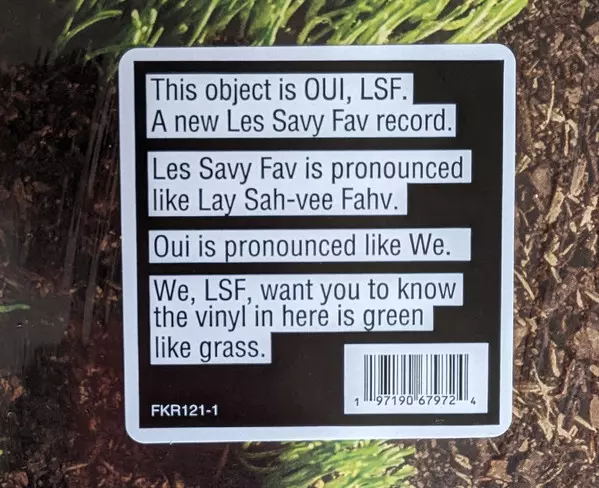 This object is OUI, LSF.
A new Les Savy Fav record.
Les Savy Fav is pronounced
like Lay Sah-vee Fahv.
Oui is pronounced like We.
We, LSF, want you to know
the vinyl in here is green
like grass.
FKR121-1
1 97190 67972 4